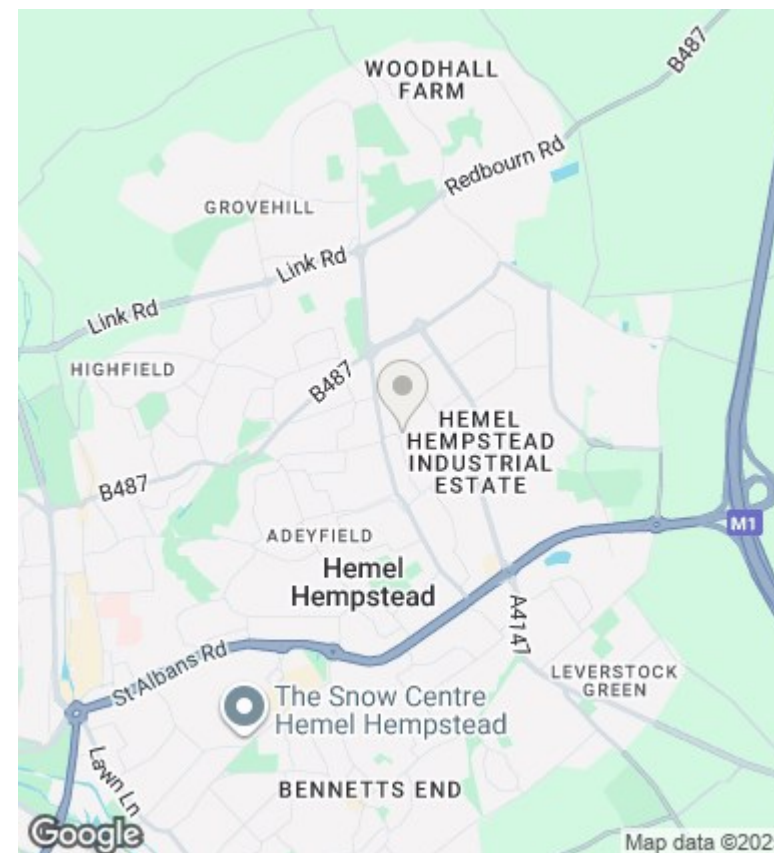 WOODHALL
FARM
B487
Redbourn Rd
GROVEHILL
Link Rd
Link Rd
HIGHFIELD
B487
HEMEL
HEMPSTEAD
INDUSTRIAL
ESTATE
B487
M1
ADEYFIELD
Hemel
Hempstead
A4147
St Albans Rd
LEVERSTOCK
GREEN
The Snow Centre
Hemel Hempstead
Lawn Ln
BENNETTS END
Google
Map data ©202